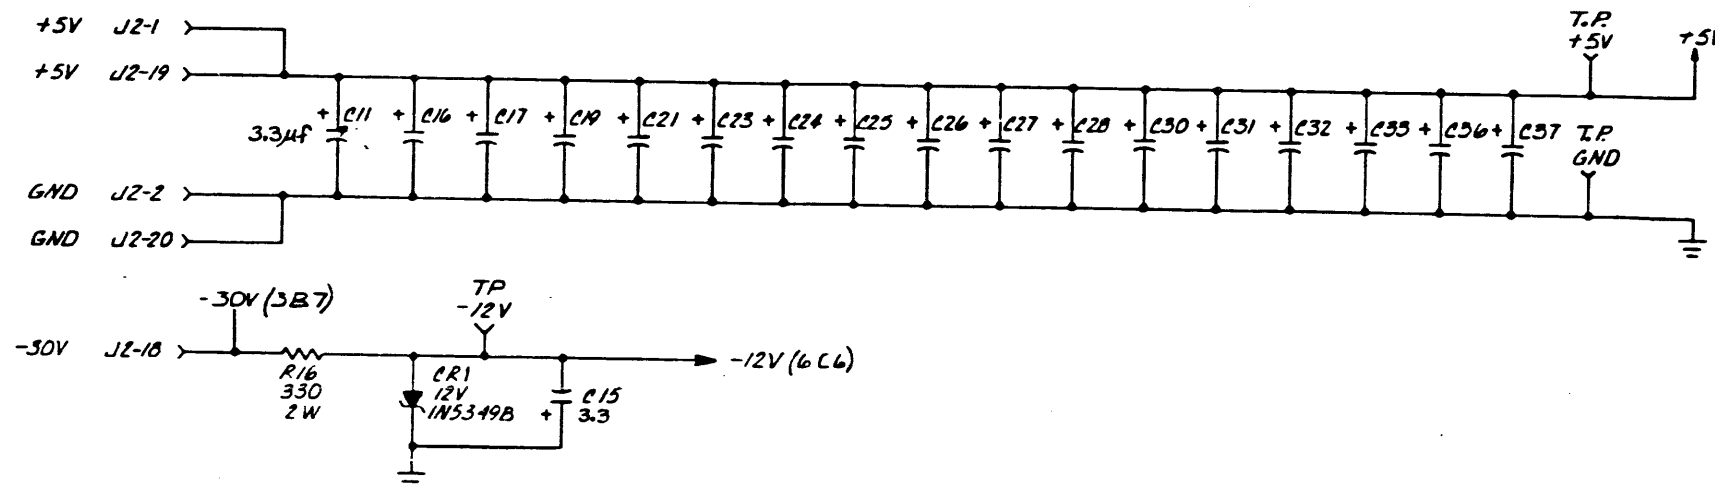 +5V J2-1
T.P.
+5V
+5V
+5V J2-19
+ C11
3.3µf
+ C16
+ C17
+ C19
+ C21
+ C23
+ C24
+ C25
+ C26
+ C27
+ C28
+ C30
+ C31
+ C32
+ C33
+ C36
+ C37
T.P.
GND
GND J2-2
GND J2-20
-30V (3B7)
TP
-12V
-30V J2-18
-12V (6C6)
R16
330
2W
CR1
12V
1N5349B
C15
+ 3.3